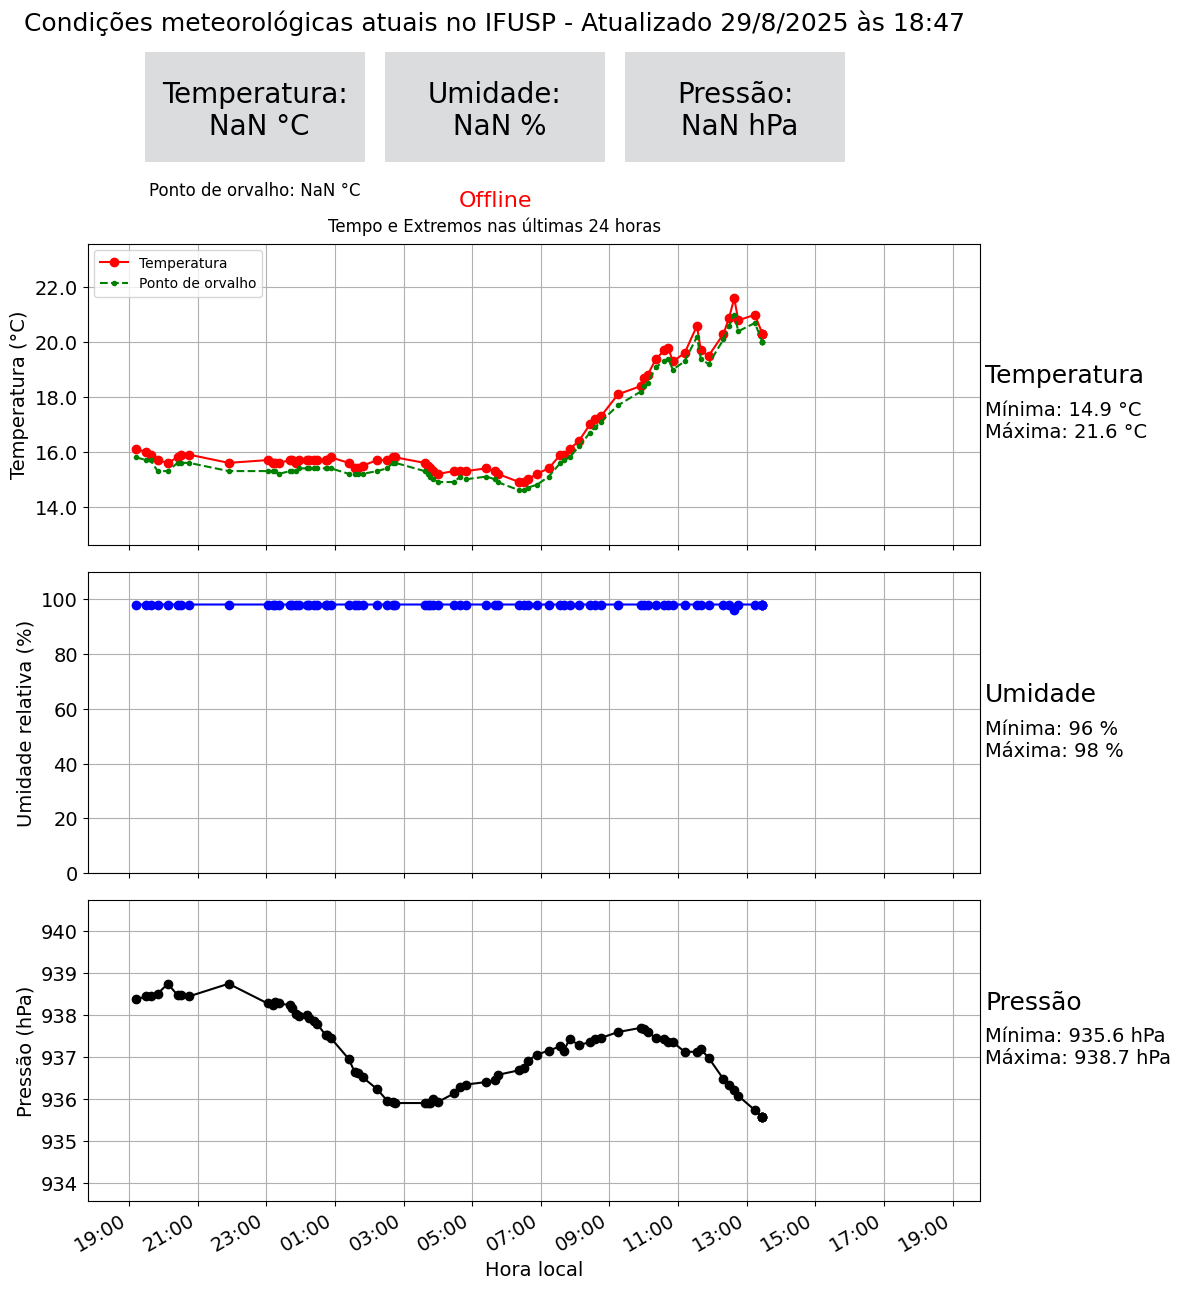 Condições meteorológicas atuais no IFUSP - Atualizado 29/8/2025 às 18:47
Temperatura:
NaN °C
Umidade:
NaN %
Pressão:
NaN hPa
Ponto de orvalho: NaN °C
Offline
Tempo e Extremos nas últimas 24 horas
Temperatura
Ponto de orvalho
Temperatura (°C)
22.0
20.0
18.0
16.0
14.0
Temperatura
Mínima: 14.9 °C
Máxima: 21.6 °C
Umidade relativa (%)
100
80
60
40
20
0
Umidade
Mínima: 96 %
Máxima: 98 %
Pressão (hPa)
940
939
938
937
936
935
934
Pressão
Mínima: 935.6 hPa
Máxima: 938.7 hPa
19:00
21:00
23:00
01:00
03:00
05:00
07:00
09:00
11:00
13:00
15:00
17:00
19:00
Hora local